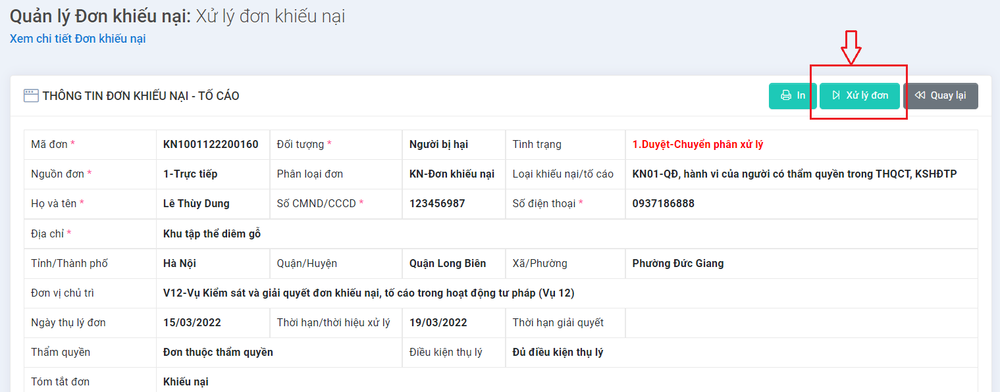 Quản lý Đơn khiếu nại: Xử lý đơn khiếu nại
Xem chi tiết Đơn khiếu nại
THÔNG TIN ĐƠN KHIẾU NẠI - TỐ CÁO In Xử lý đơn Quay lại
Mã đơn * KN1001122200160 Đối tượng * Người bị hại Tình trạng 1.Duyệt-Chuyển phân xử lý
Nguồn đơn * 1-Trực tiếp Phân loại đơn KN-Đơn khiếu nại Loại khiếu nại/tố cáo KN01-QĐ, hành vi của người có thẩm quyền trong THQCT, KSHĐTP
Họ và tên * Lê Thùy Dung Số CMND/CCCD * 123456987 Số điện thoại * 0937186888
Địa chỉ * Khu tập thể diêm gỗ
Tỉnh/Thành phố Hà Nội Quận/Huyện Quận Long Biên Xã/Phường Phường Đức Giang
Đơn vị chủ trì V12-Vụ Kiểm sát và giải quyết đơn khiếu nại, tố cáo trong hoạt động tư pháp (Vụ 12)
Ngày thụ lý đơn 15/03/2022 Thời hạn/thời hiệu xử lý 19/03/2022 Thời hạn giải quyết
Thẩm quyền Đơn thuộc thẩm quyền Điều kiện thụ lý Đủ điều kiện thụ lý
Tóm tắt đơn Khiếu nại